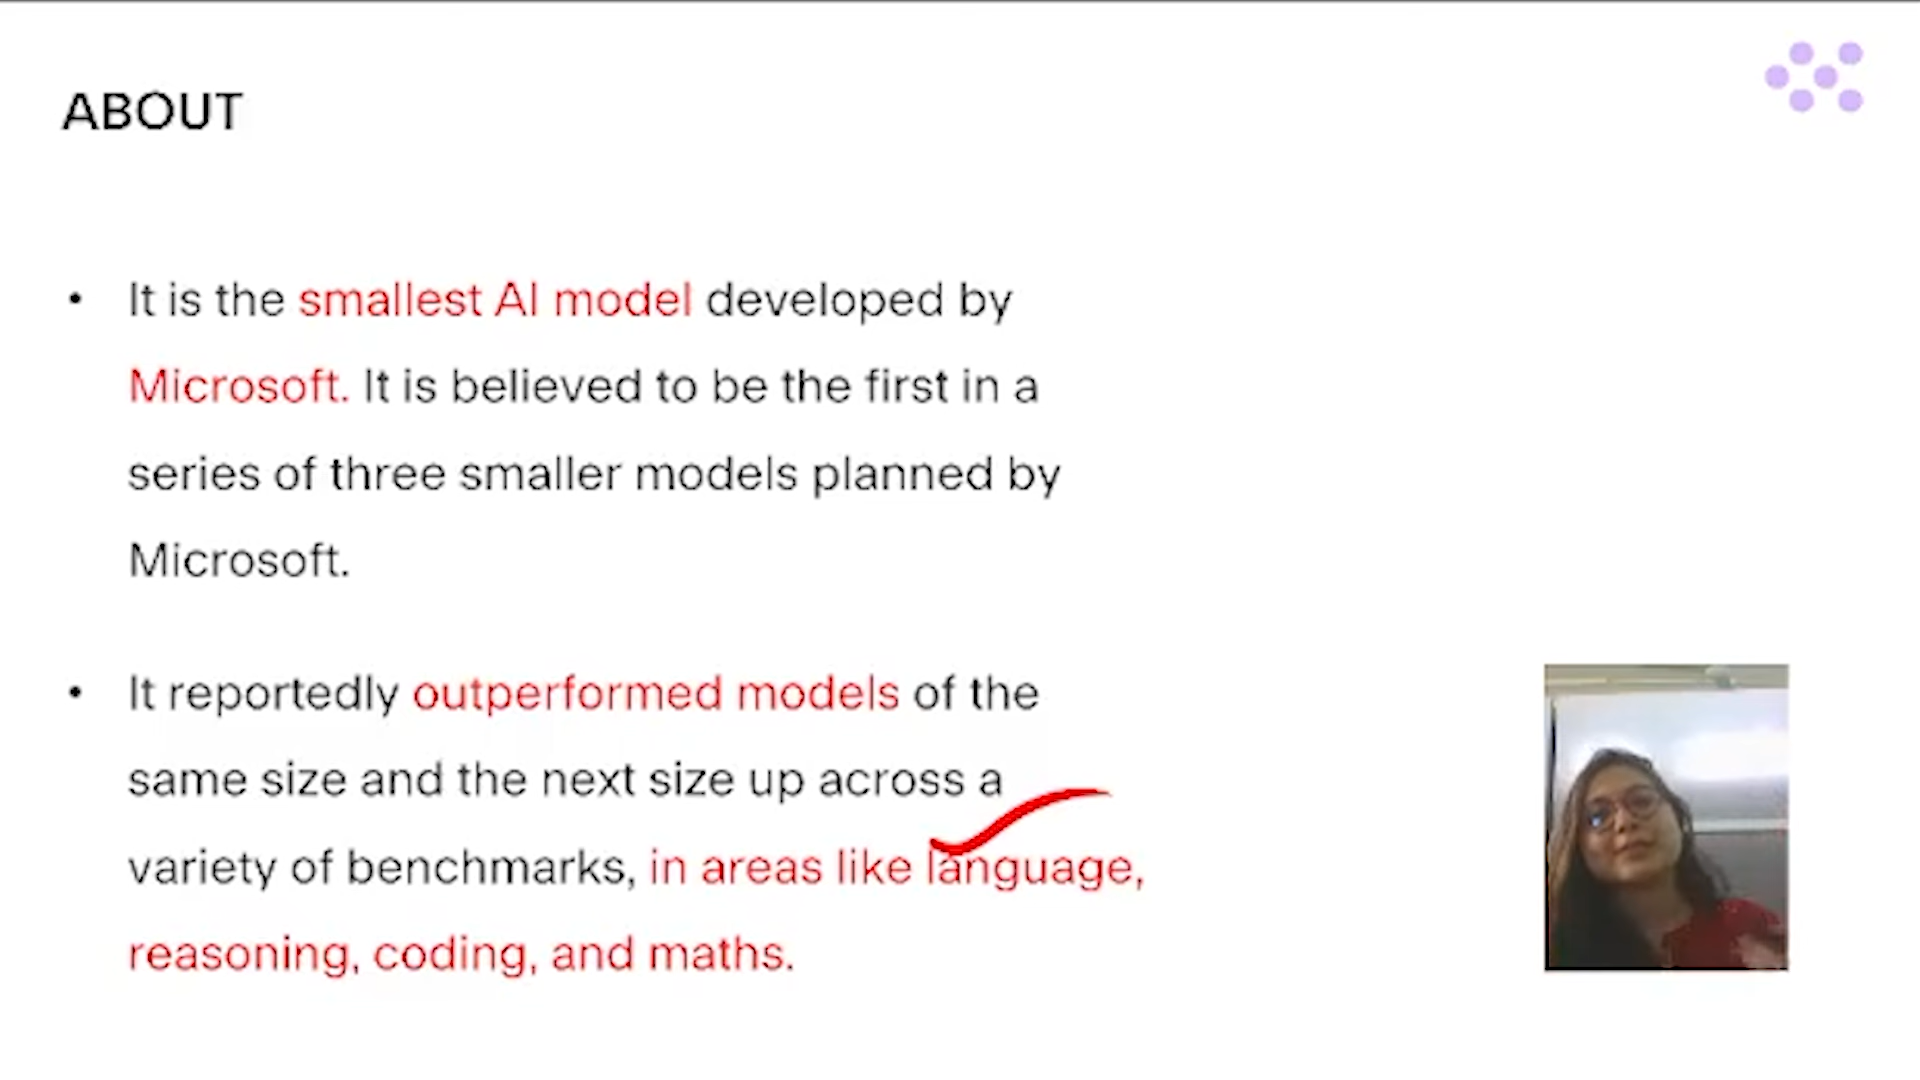 ABOUT
• It is the smallest AI model developed by
Microsoft. It is believed to be the first in a
series of three smaller models planned by
Microsoft.
• It reportedly outperformed models of the
same size and the next size up across a
variety of benchmarks, in areas like language,
reasoning, coding, and maths.